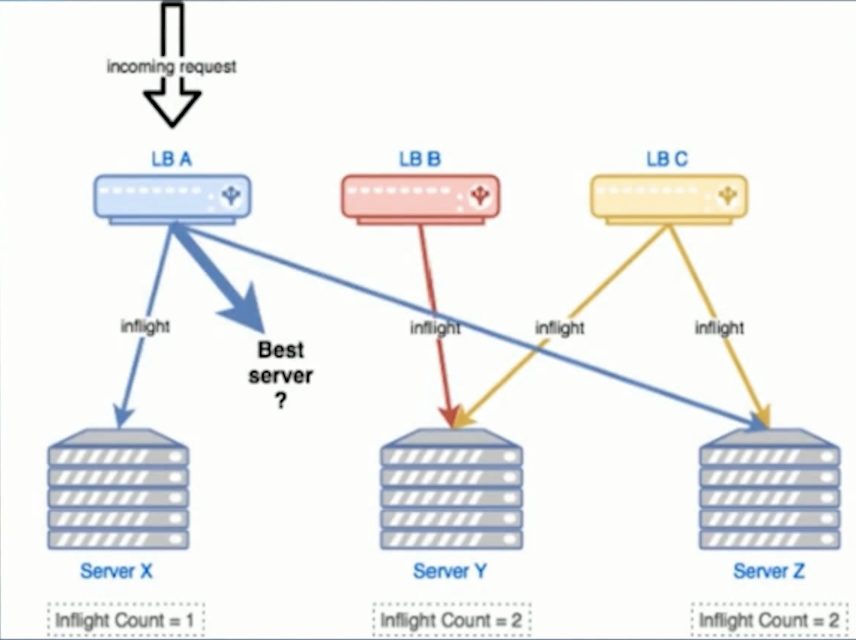 incoming request
LB A
LB B
LB C
inflight
inflight
inflight
inflight
Best
server
?
Server X
Server Y
Server Z
Inflight Count = 1
Inflight Count = 2
Inflight Count = 2